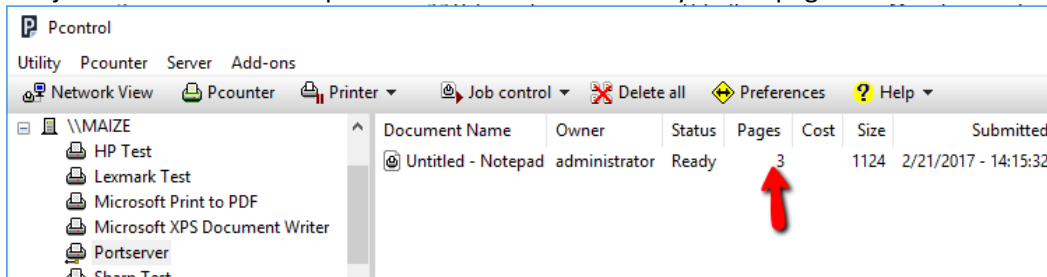 Pcontrol
Utility Pcounter Server Add-ons
Network View Pcounter Printer Job control Delete all Preferences Help
\\MAIZE
Document Name Owner Status Pages Cost Size Submitted
HP Test
Untitled - Notepad administrator Ready 3 1124 2/21/2017 - 14:15:32
Lexmark Test
Microsoft Print to PDF
Microsoft XPS Document Writer
Portserver
Sharp Test